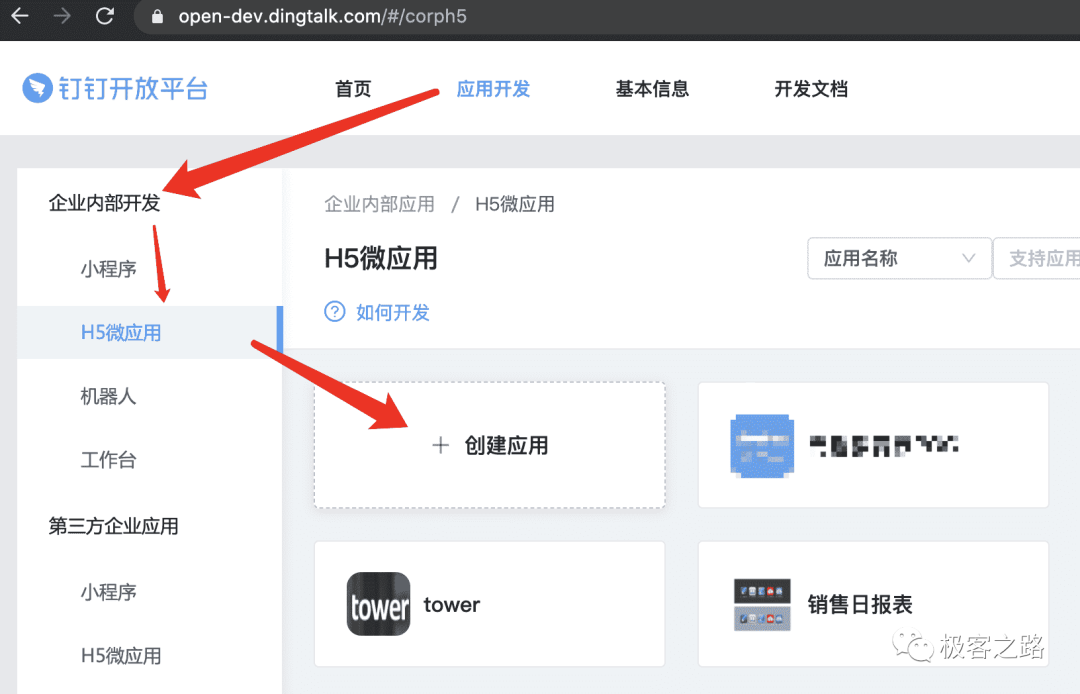 open-dev.dingtalk.com/#/corph5
钉钉开放平台 首页 应用开发 基本信息 开发文档
企业内部开发
小程序
H5微应用
机器人
工作台
第三方企业应用
小程序
H5微应用
企业内部应用 / H5微应用
H5微应用
应用名称 支持应用
? 如何开发
+ 创建应用
tower tower
销售日报表
极客之路